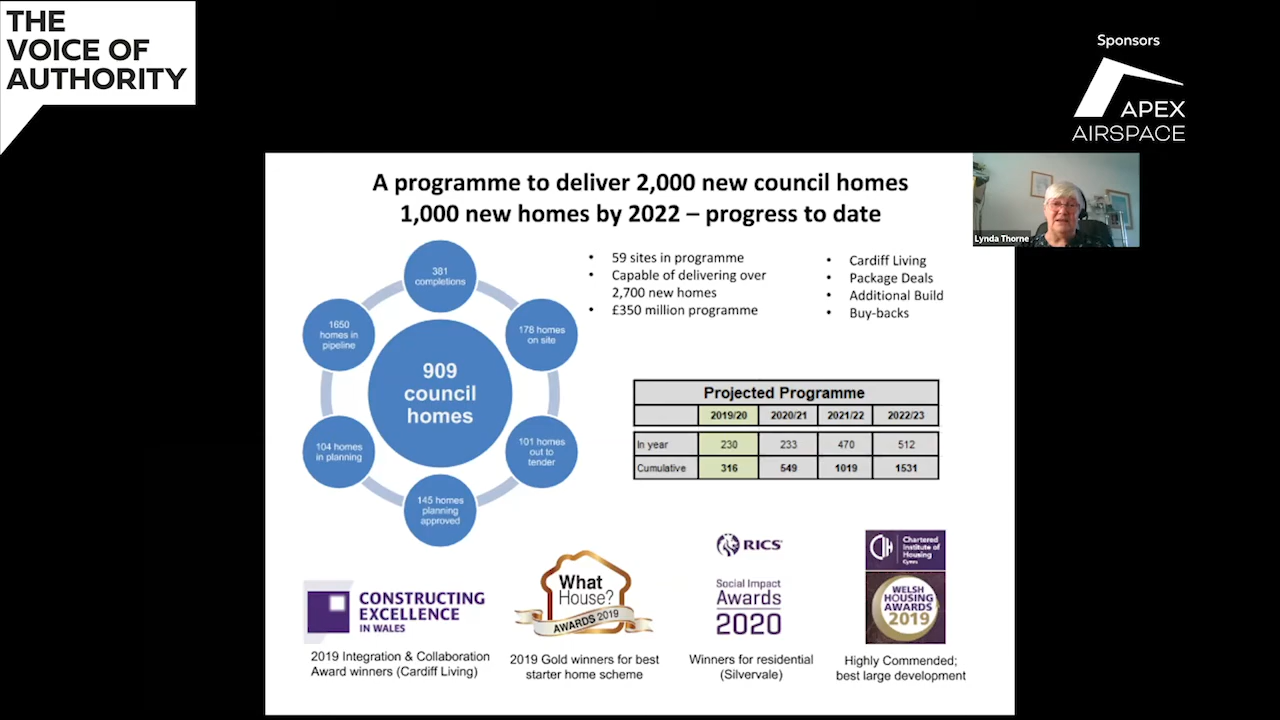 THE
VOICE OF
AUTHORITY
Sponsors
APEX
AIRSPACE
Lynda Thorne
A programme to deliver 2,000 new council homes
1,000 new homes by 2022 – progress to date
381
completions
178 homes
on site
101 homes
out to
tender
145 homes
planning
approved
104 homes
in planning
1650
homes in
pipeline
909
council
homes
• 59 sites in programme
• Capable of delivering over
2,700 new homes
• £350 million programme
• Cardiff Living
• Package Deals
• Additional Build
• Buy-backs
Projected Programme
2019/20 2020/21 2021/22 2022/23
In year 230 233 470 512
Cumulative 316 549 1019 1531
CONSTRUCTING
EXCELLENCE
IN WALES
2019 Integration & Collaboration
Award winners (Cardiff Living)
What
House?
AWARDS 2019
2019 Gold winners for best
starter home scheme
RICS
Social Impact
Awards
2020
Winners for residential
(Silvervale)
CIH
Chartered
Institute of
Housing
Cymru
WELSH
HOUSING
AWARDS
2019
Highly Commended;
best large development